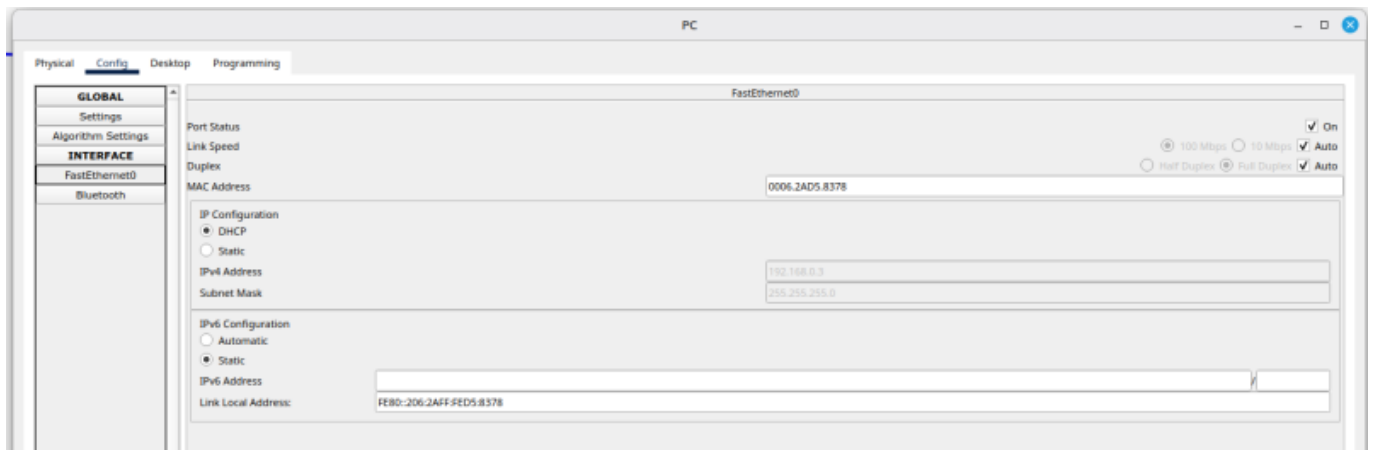 PC
Physical Config Desktop Programming
GLOBAL
Settings
Algorithm Settings
INTERFACE
FastEthernet0
Bluetooth
FastEthernet0
Port Status On
Link Speed 100 Mbps 10 Mbps Auto
Duplex Half Duplex Full Duplex Auto
MAC Address 0006.2AD5.8378
IP Configuration
DHCP
Static
IPv4 Address 192.168.0.3
Subnet Mask 255.255.255.0
IPv6 Configuration
Automatic
Static
IPv6 Address /
Link Local Address: FE80::206:2AFF:FED5:8378